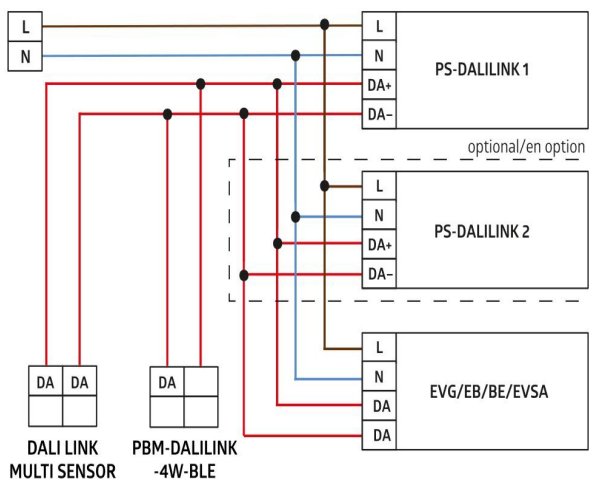 L
N
L
N
DA+
DA–
PS-DALILINK 1
optional/en option
L
N
DA+
DA–
PS-DALILINK 2
L
N
DA
DA
EVG/EB/BE/EVSA
DA DA
DA
DALI LINK
MULTI SENSOR
PBM-DALILINK
-4W-BLE